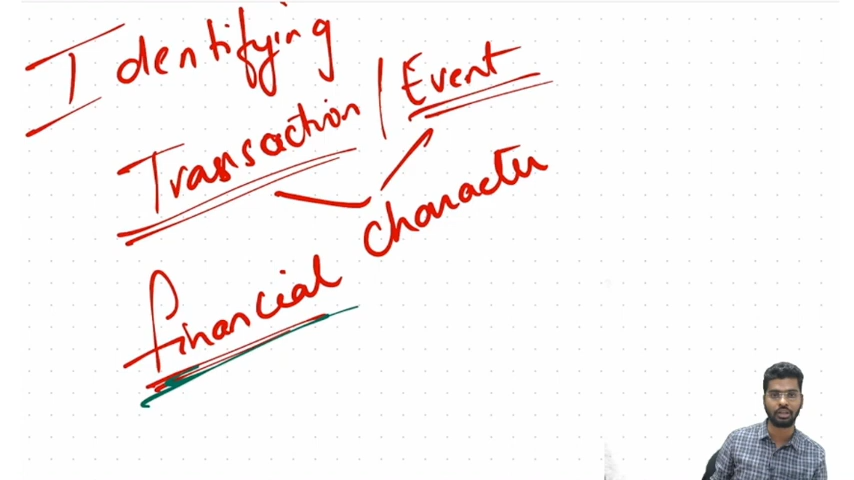 Identifying
Transaction / Event
financial character